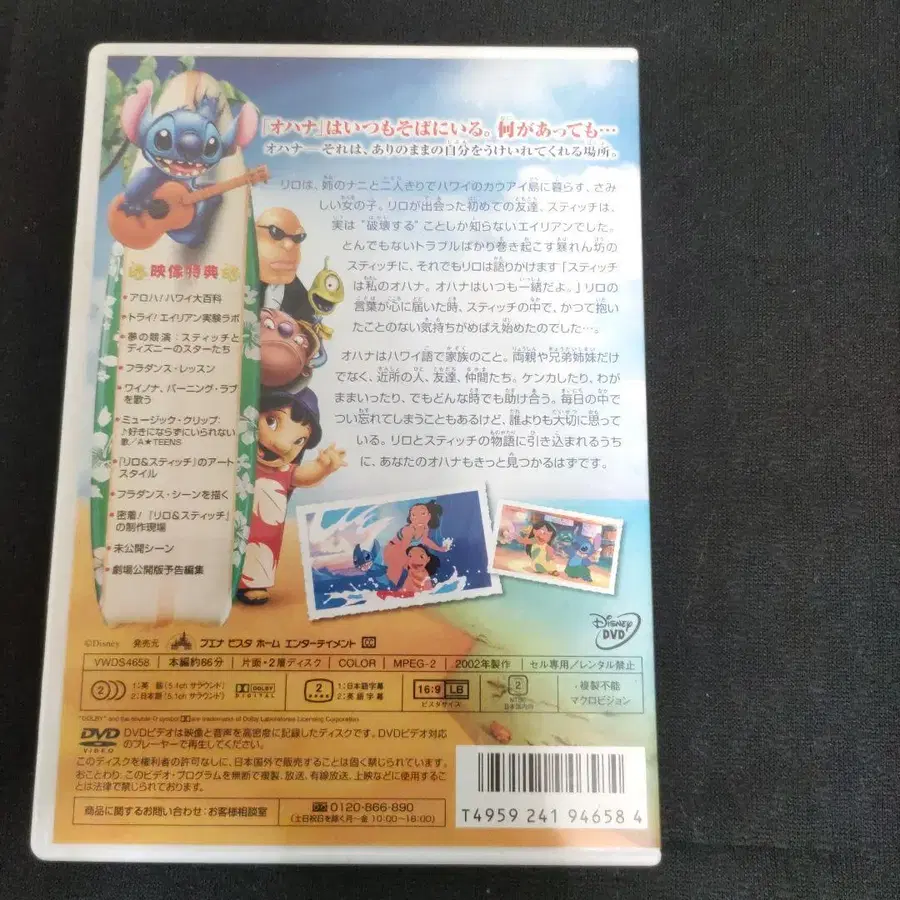 「オハナ」はいつもそばにいる。何があっても…
オハナ―それは、ありのままの自分をうけいれてくれる場所。
リロは、姉のナニと二人きりでハワイのカウアイ島に暮らす、さみ
しい女の子。リロが出会った初めての友達、スティッチは、
実は“破壊する”ことしか知らないエイリアンでした。
とんでもないトラブルばかり巻き起こす暴れん坊の
スティッチに、それでもリロは語りかけます「スティッチ
は私のオハナ。オハナはいつも一緒だよ。」リロの
言葉が心に届いた時、スティッチの中で、かつて抱い
たことのない気持ちがめばえ始めたのでした…。
オハナはハワイ語で家族のこと。両親や兄弟姉妹だけ
でなく、近所の人、友達、仲間たち。ケンカしたり、わが
ままいったり、でもどんな時でも助け合う。毎日の中で
つい忘れてしまうこともあるけど、誰よりも大切に思って
いる。リロとスティッチの物語に引き込まれるうち
に、あなたのオハナもきっと見つかるはずです。
映像特典
•アロハ!ハワイ大百科
•トライ!エイリアン実験ラボ
•夢の競演:スティッチと
ディズニーのスターたち
•フラダンス・レッスン
•ワイノナ、バーニング・ラブ
を歌う
•ミュージック・クリップ:
♪好きにならずにいられない
歌/A★TEENS
•『リロ&スティッチ』のアート・
スタイル
•フラダンス・シーンを描く
•密着!『リロ&スティッチ』
の制作現場
•未公開シーン
•劇場公開版予告編集
©Disney 発売元 ブエナ ビスタ ホーム エンターテイメント CC
DISNEY DVD
VWDS4658 本編約86分 片面・2層ディスク COLOR MPEG-2 2002年製作 セル専用/レンタル禁止
2 1:英 語(5.1chサラウンド)
2:日本語(5.1chサラウンド)
DOLBY DIGITAL
2 1:日本語字幕
2:英語字幕
16:9 LB
ビスタサイズ
2
NTSC
日本国内向
複製不能
マクロビジョン
"DOLBY" and the double-D symbol are trademarks of Dolby Laboratories Licensing Corporation.
DVD VIDEO
DVDビデオは映像と音声を高密度に記録したディスクです。DVDビデオ対応
のプレーヤーで再生してください。
このディスクを権利者の許可なしに、日本国外で販売することは固く禁じられております。
おことわり:このビデオ・プログラムを無断で複製、放送、有線放送、上映などに使用すること
は法律で禁じられております。
商品に関するお問い合わせ:お客様相談室 0120-866-890
(土日祝日を除く月〜金 10:00〜18:00)
T4959 241 94658 4